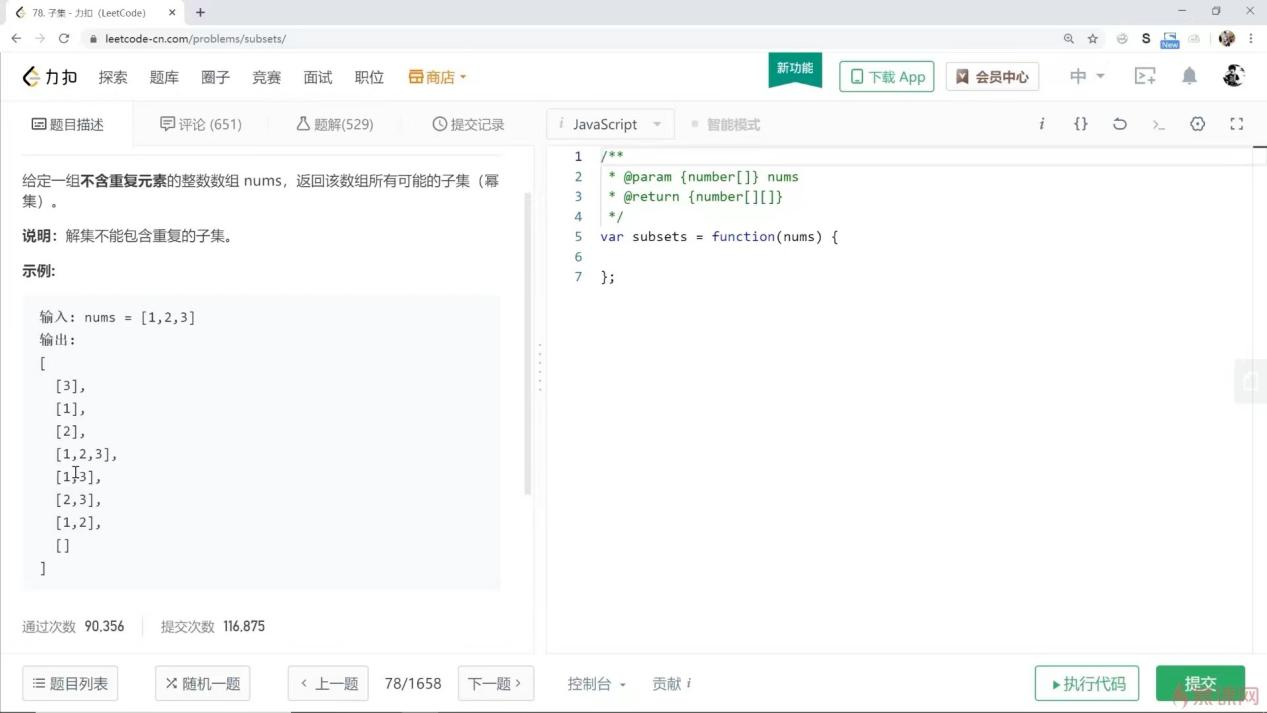 78. 子集 - 力扣 (LeetCode)
leetcode-cn.com/problems/subsets/
New
力扣 探索 题库 圈子 竞赛 面试 职位 商店 新功能 下载 App 会员中心 中
题目描述 评论 (651) 题解(529) 提交记录 i JavaScript 智能模式 i {}
给定一组不含重复元素的整数数组 nums，返回该数组所有可能的子集（幂
集）。
说明：解集不能包含重复的子集。
示例:
输入: nums = [1,2,3]
输出:
[
[3],
[1],
[2],
[1,2,3],
[1,3],
[2,3],
[1,2],
[]
]
通过次数 90,356 提交次数 116,875
1 /**
2 * @param {number[]} nums
3 * @return {number[][]}
4 */
5 var subsets = function(nums) {
6
7 };
题目列表 随机一题 上一题 78/1658 下一题 控制台 贡献 i 执行代码 提交
慕课网